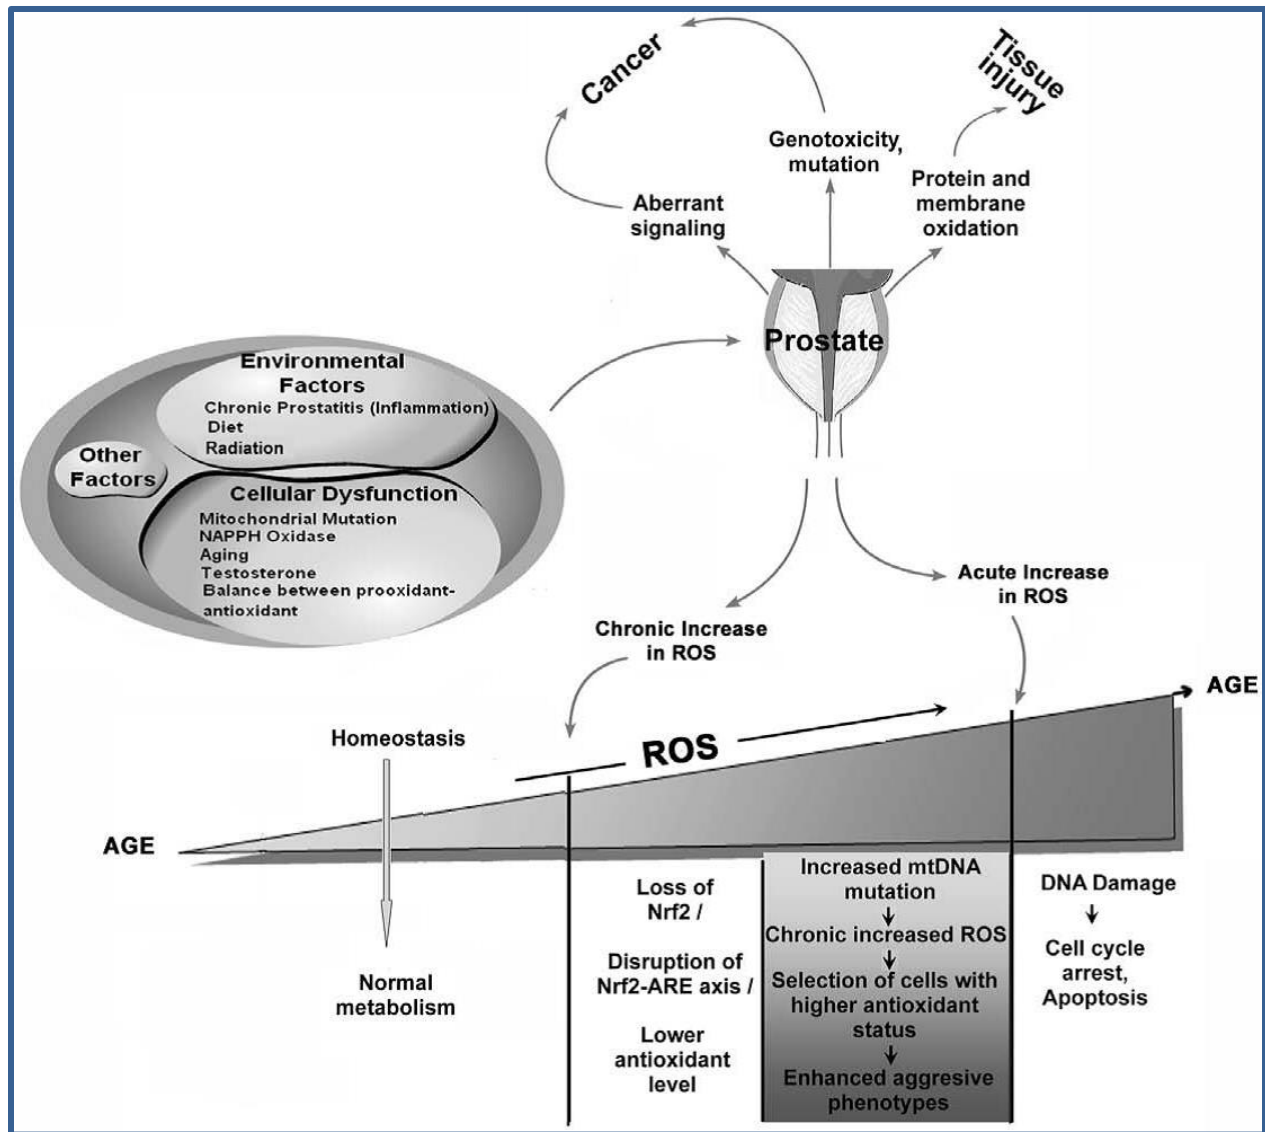 Cancer
Tissue
injury
Genotoxicity,
mutation
Protein and
membrane
oxidation
Aberrant
signaling
Prostate
Environmental
Factors
Chronic Prostatitis (Inflammation)
Diet
Radiation
Other
Factors
Cellular Dysfunction
Mitochondrial Mutation
NAPPH Oxidase
Aging
Testosterone
Balance between prooxidant-
antioxidant
Acute Increase
in ROS
Chronic Increase
in ROS
AGE
Homeostasis
ROS
AGE
Normal
metabolism
Loss of
Nrf2 /
Disruption of
Nrf2-ARE axis /
Lower
antioxidant
level
Increased mtDNA
mutation
Chronic increased ROS
Selection of cells with
higher antioxidant
status
Enhanced aggresive
phenotypes
DNA Damage
Cell cycle
arrest,
Apoptosis